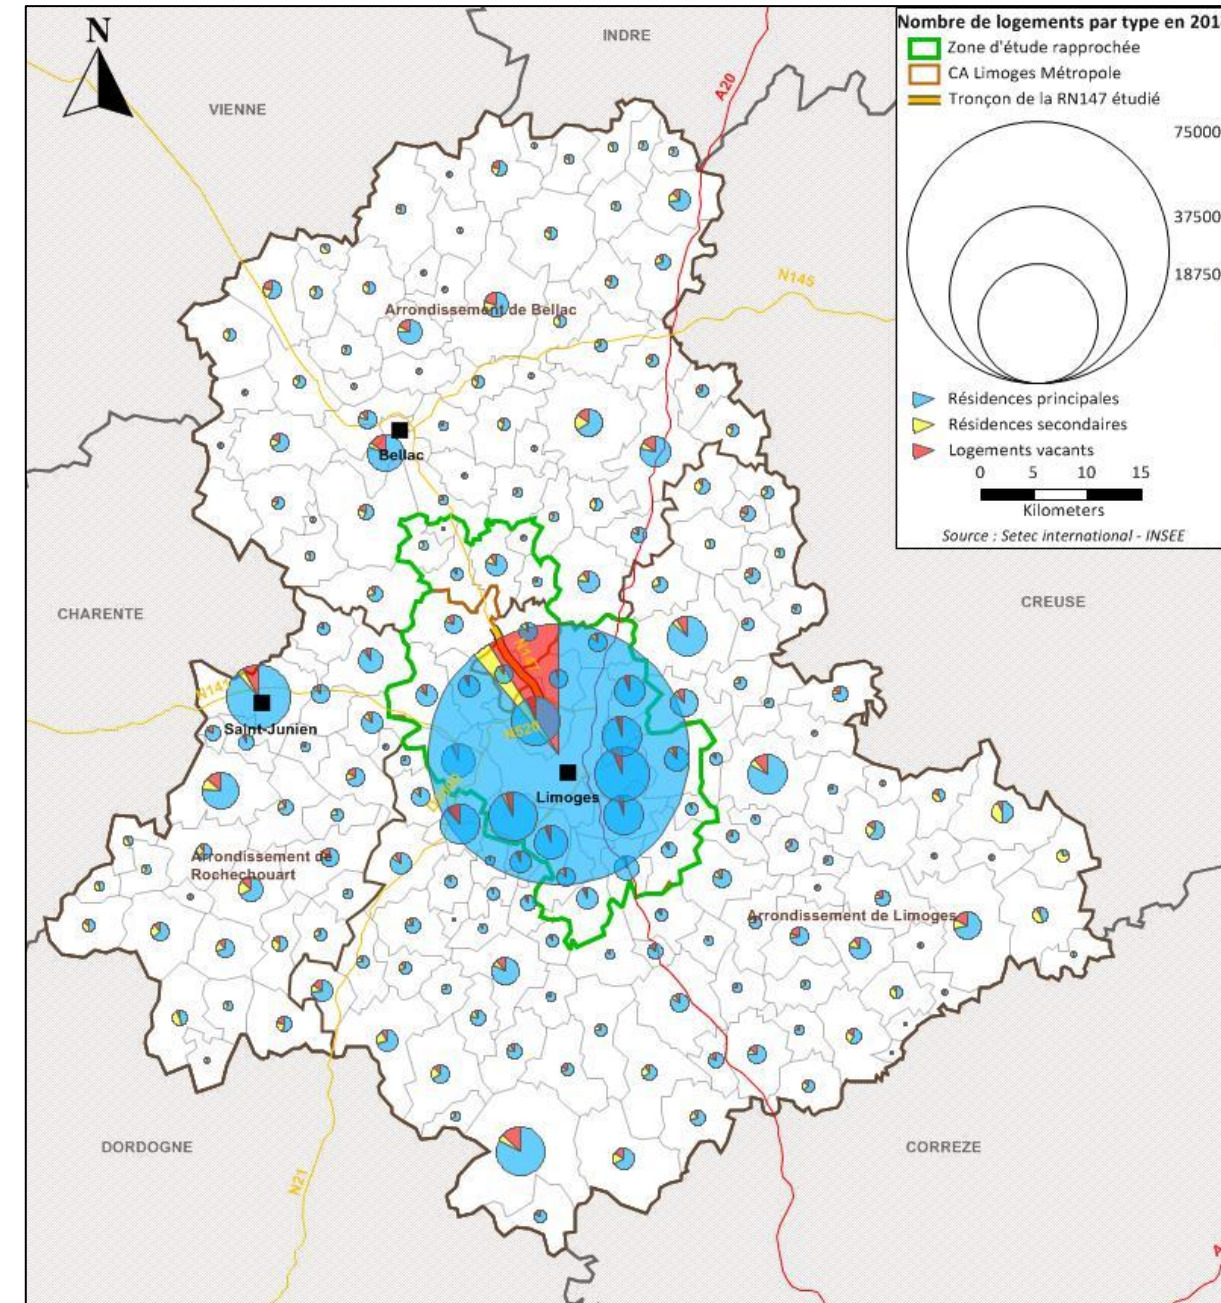 N
INDRE
VIENNE
A20
N145
Arrondissement de Bellac
Bellac
CHARENTE
CREUSE
N147
N141
Saint-Junien
N520
Limoges
Arrondissement de
Rochechouart
Arrondissement de Limoges
DORDOGNE
CORREZE
N21
A
Nombre de logements par type en 201
Zone d'étude rapprochée
CA Limoges Métropole
Tronçon de la RN147 étudié
75000
37500
18750
Résidences principales
Résidences secondaires
Logements vacants
0 5 10 15
Kilometers
Source : Setec international - INSEE